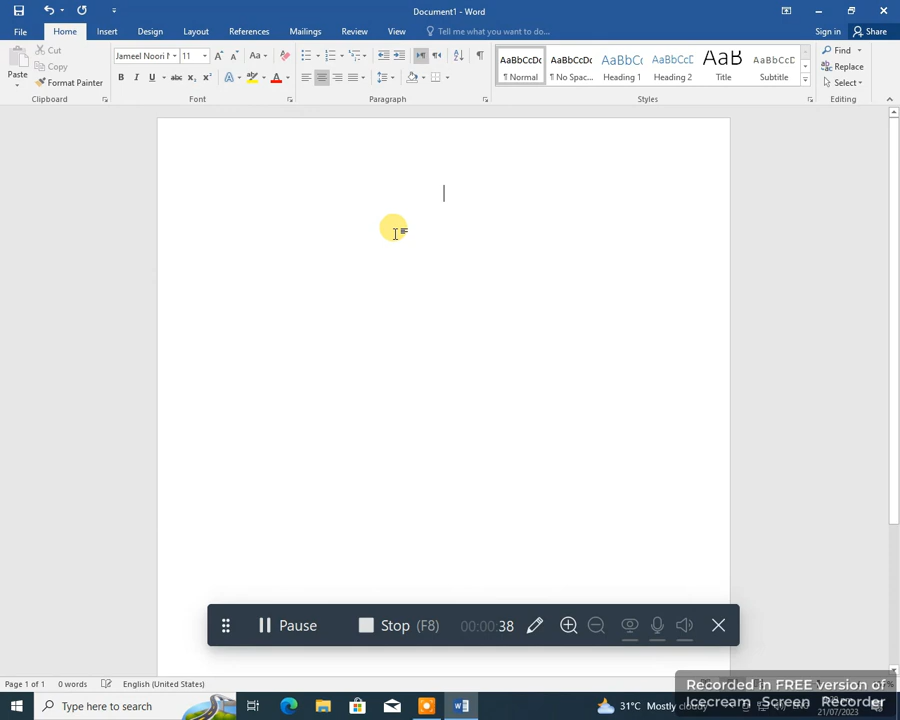 Document1 - Word
File
Home
Insert
Design
Layout
References
Mailings
Review
View
Tell me what you want to do...
Sign in
Share
Paste
Cut
Copy
Format Painter
Clipboard
Jameel Noori
11
Aa
Font
Paragraph
AaBbCcDc AaBbCcDc AaBbCc AaBbCcD AaB AaBbCcC
¶ Normal ¶ No Spac... Heading 1 Heading 2 Title Subtitle
Styles
Find
Replace
Select
Editing
Pause
Stop (F8)
00:00:38
Page 1 of 1
0 words
English (United States)
Recorded in FREE version of
Icecream Screen Recorder
Type here to search
31°C Mostly cloudy
21/07/2023